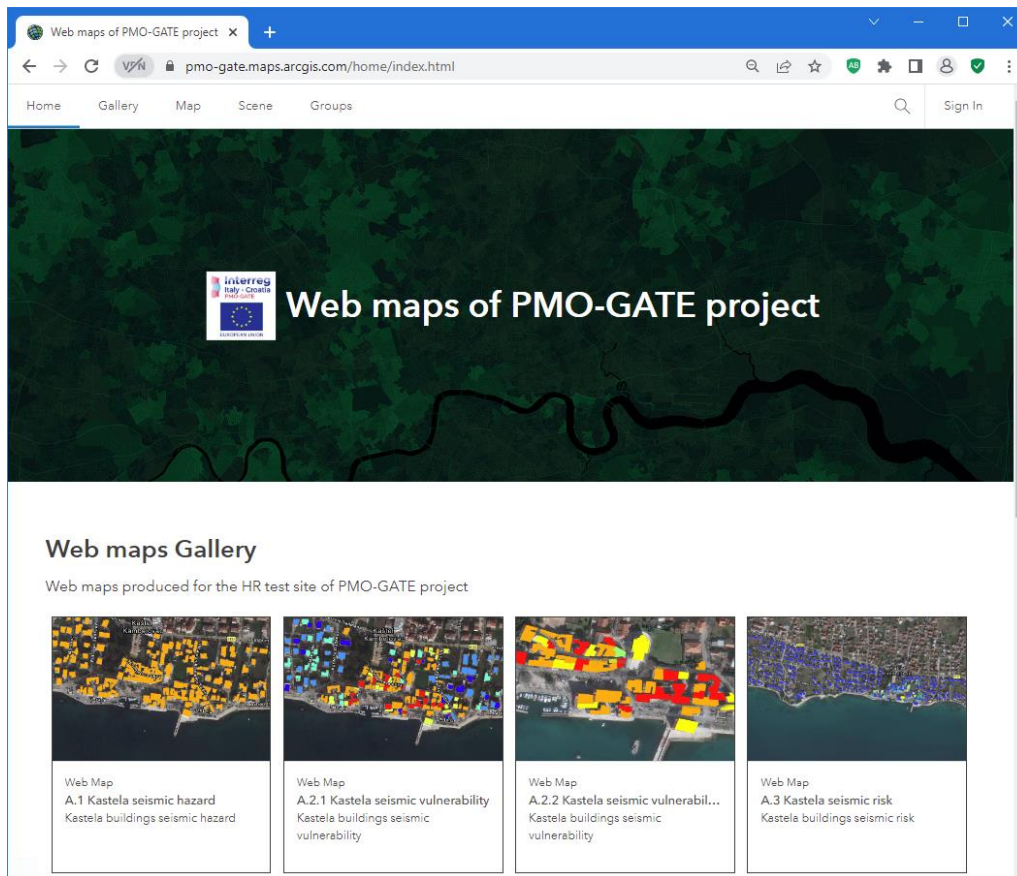 Web maps of PMO-GATE project
VPN
pmo-gate.maps.arcgis.com/home/index.html
AB
Home Gallery Map Scene Groups Sign In
Interreg
Italy - Croatia
PMO-GATE
EUROPEAN UNION
Web maps of PMO-GATE project
Web maps Gallery
Web maps produced for the HR test site of PMO-GATE project
Web Map
A.1 Kastela seismic hazard
Kastela buildings seismic hazard
Web Map
A.2.1 Kastela seismic vulnerability
Kastela buildings seismic
vulnerability
Web Map
A.2.2 Kastela seismic vulnerabil...
Kastela buildings seismic
vulnerability
Web Map
A.3 Kastela seismic risk
Kastela buildings seismic risk